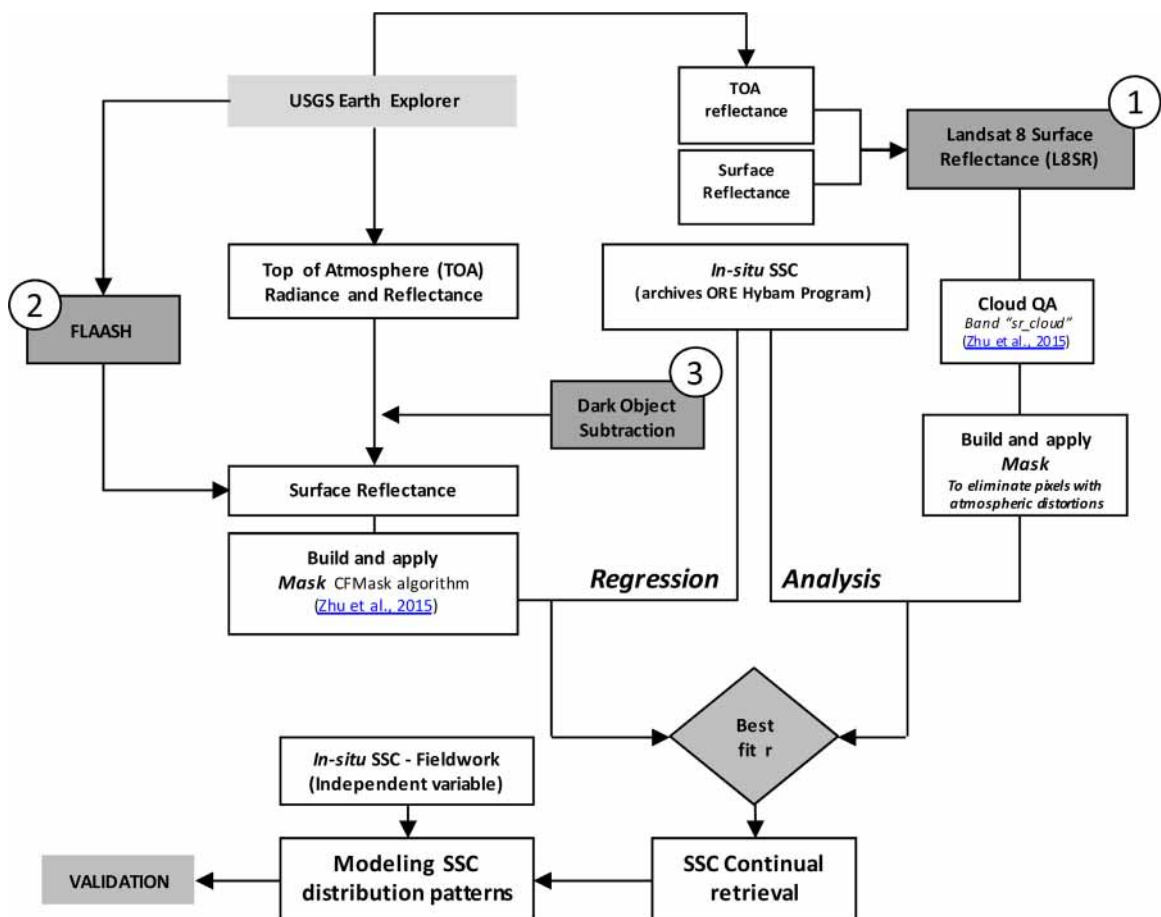 USGS Earth Explorer
TOA
reflectance
Surface
Reflectance
1
Landsat 8 Surface
Reflectance (L8SR)
Top of Atmosphere (TOA)
Radiance and Reflectance
In-situ SSC
(archives ORE Hybam Program)
2
FLAASH
Cloud QA
Band “sr_cloud”
(Zhu et al., 2015)
3
Dark Object
Subtraction
Build and apply
Mask
To eliminate pixels with
atmospheric distortions
Surface Reflectance
Build and apply
Mask CFMask algorithm
(Zhu et al., 2015)
Regression Analysis
Best
fit r
In-situ SSC - Fieldwork
(Independent variable)
VALIDATION
Modeling SSC
distribution patterns
SSC Continual
retrieval